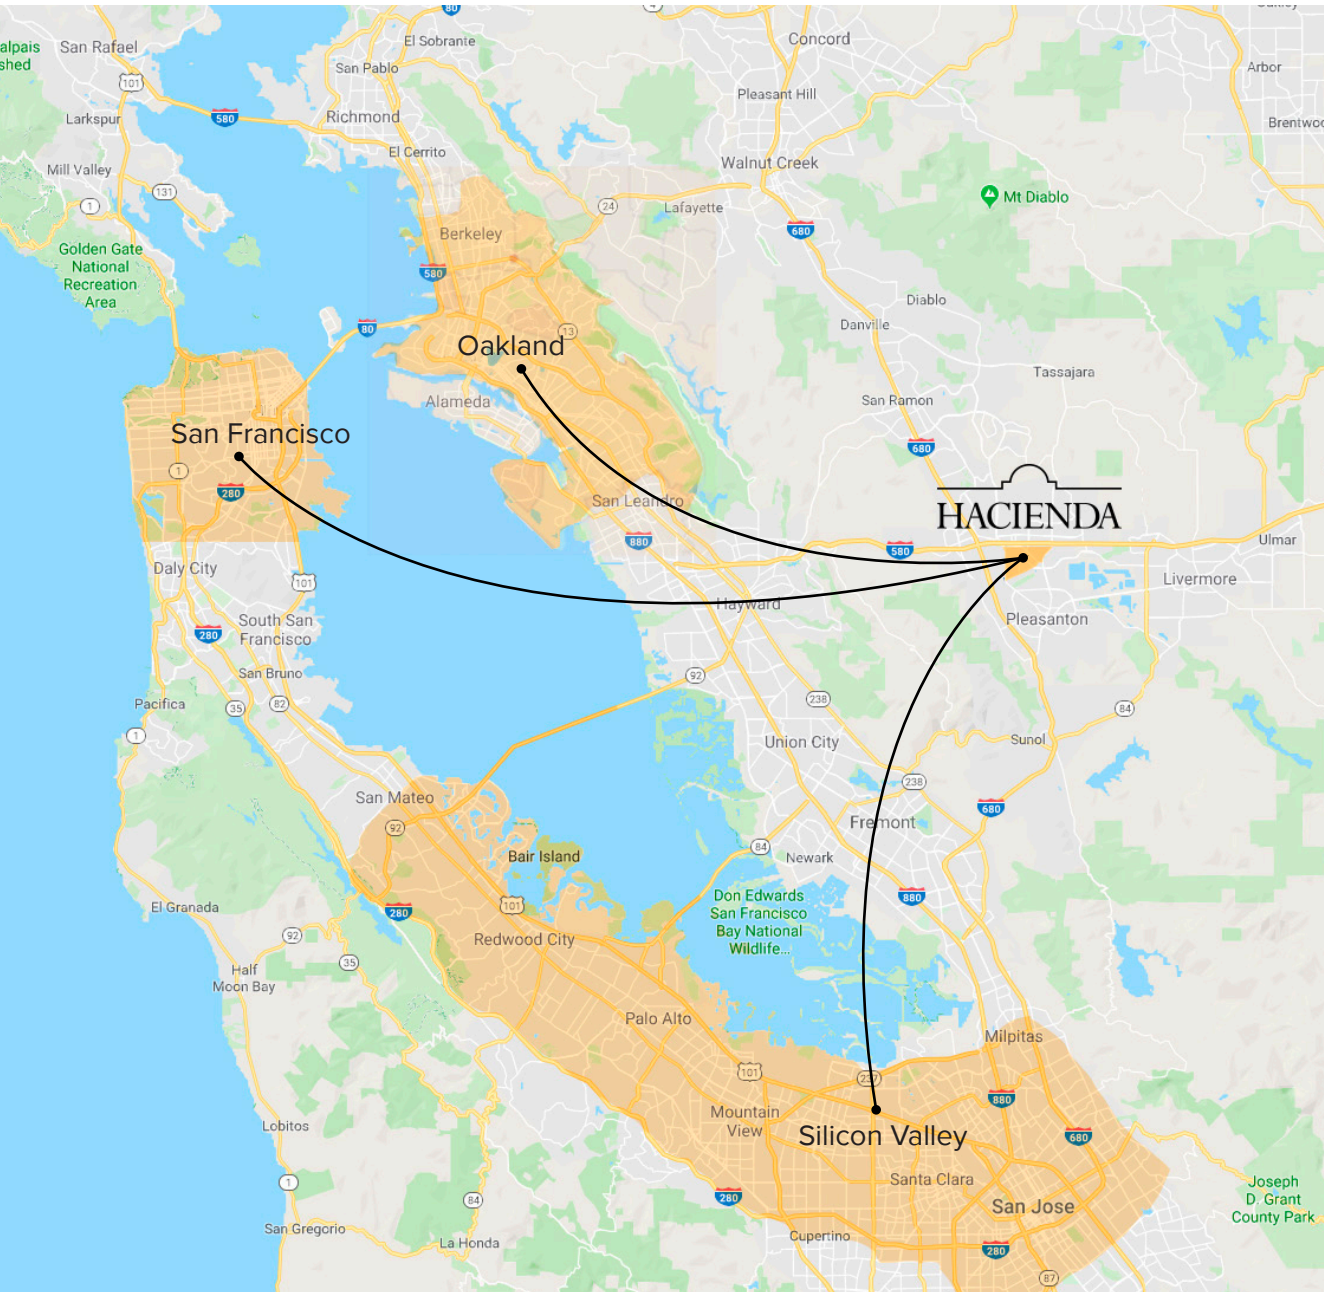 80
4
Oakley
El Sobrante
Concord
alpais
shed
San Rafael
San Pablo
Arbor
101
Pleasant Hill
Larkspur
580
Richmond
Brentwoo
El Cerrito
Walnut Creek
Mill Valley
131
1
24
Lafayette
Mt Diablo
680
Berkeley
Golden Gate
National
Recreation
Area
580
Diablo
80
13
Danville
Oakland
Tassajara
Alameda
San Ramon
San Francisco
680
1
280
San Leandro
HACIENDA
880
580
Ulmar
Daly City
101
Livermore
Hayward
Pleasanton
280
South San
Francisco
San Bruno
92
238
Pacifica
35
82
84
1
Union City
Sunol
San Mateo
238
680
92
Fremont
Bair Island
84
Newark
101
280
Don Edwards
San Francisco
Bay National
Wildlife...
880
El Granada
92
Redwood City
35
Half
Moon Bay
Palo Alto
Milpitas
101
237
880
Mountain
View
Lobitos
Silicon Valley
680
Santa Clara
1
84
280
San Jose
Joseph
D. Grant
County Park
San Gregorio
La Honda
Cupertino
280
87